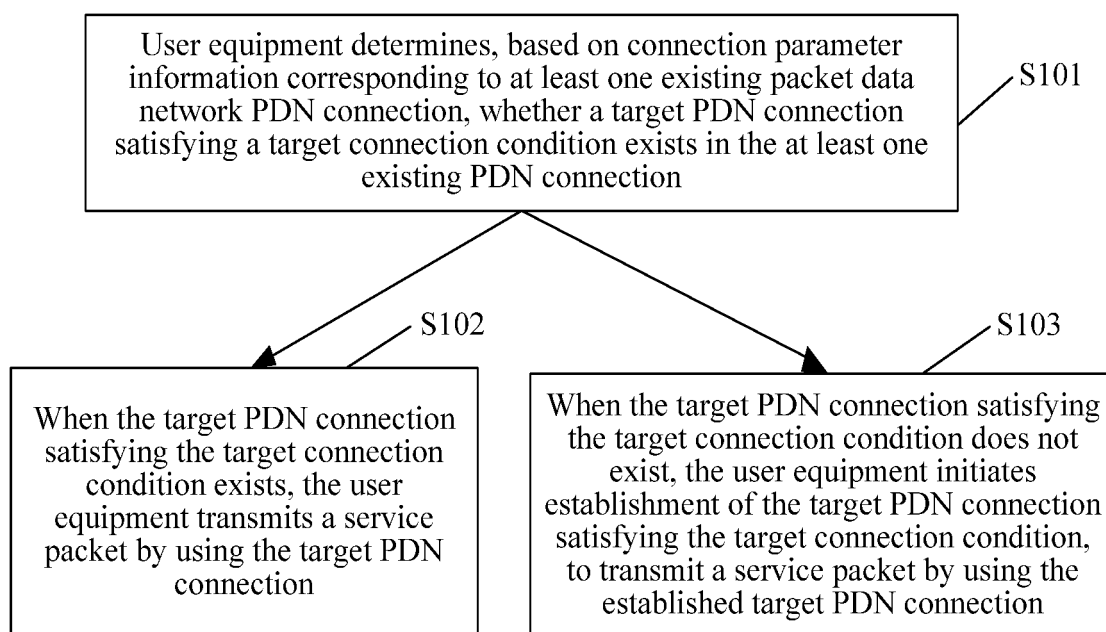 User equipment determines, based on connection parameter
information corresponding to at least one existing packet data
network PDN connection, whether a target PDN connection
satisfying a target connection condition exists in the at least one
existing PDN connection
S101
S102
When the target PDN connection
satisfying the target connection
condition exists, the user
equipment transmits a service
packet by using the target PDN
connection
S103
When the target PDN connection satisfying
the target connection condition does not
exist, the user equipment initiates
establishment of the target PDN connection
satisfying the target connection condition,
to transmit a service packet by using the
established target PDN connection